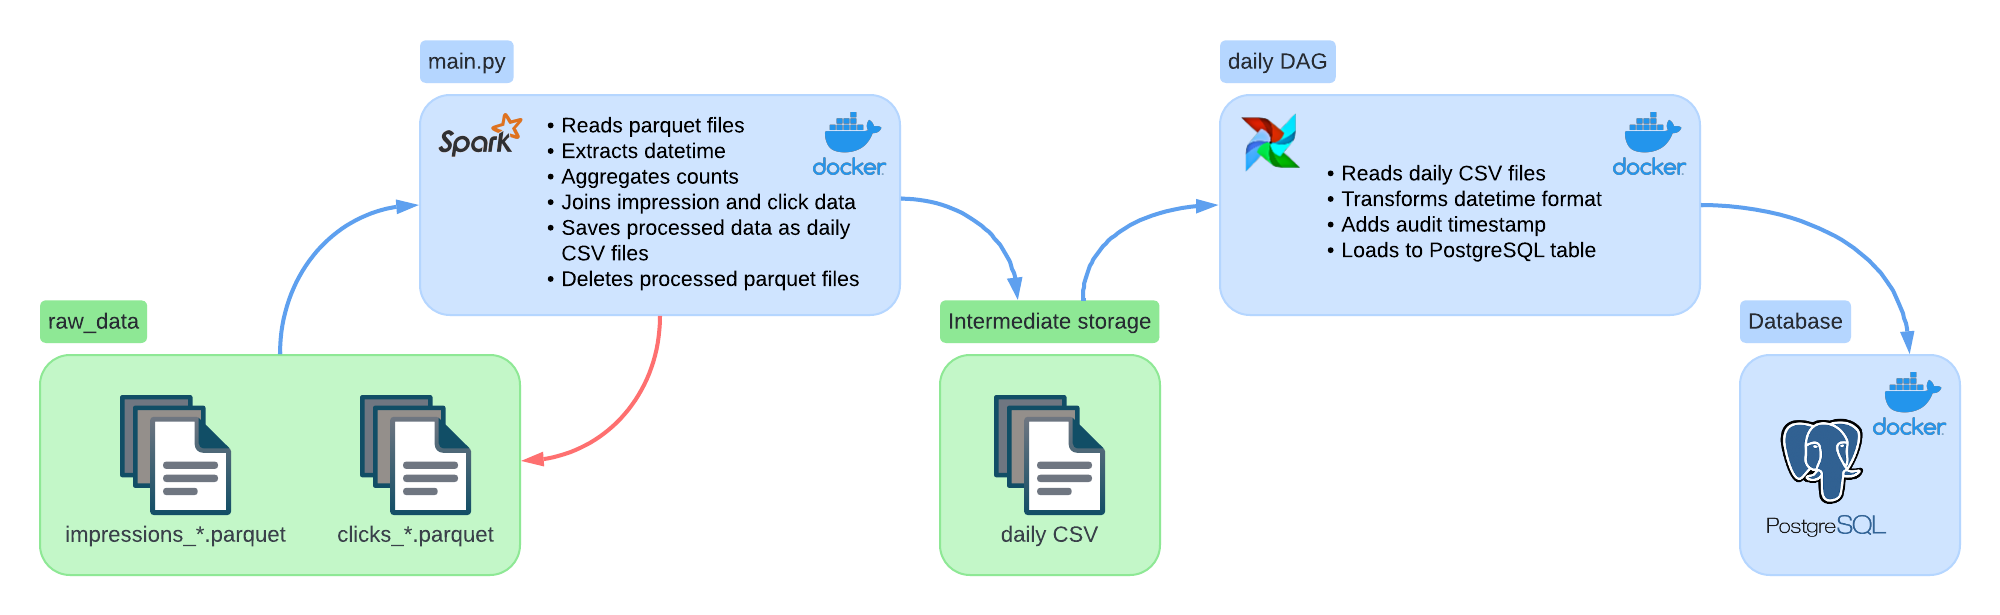 main.py
Spark
• Reads parquet files
• Extracts datetime
• Aggregates counts
• Joins impression and click data
• Saves processed data as daily
CSV files
• Deletes processed parquet files
docker
daily DAG
• Reads daily CSV files
• Transforms datetime format
• Adds audit timestamp
• Loads to PostgreSQL table
docker
raw_data
impressions_*.parquet
clicks_*.parquet
Intermediate storage
daily CSV
Database
docker
PostgreSQL